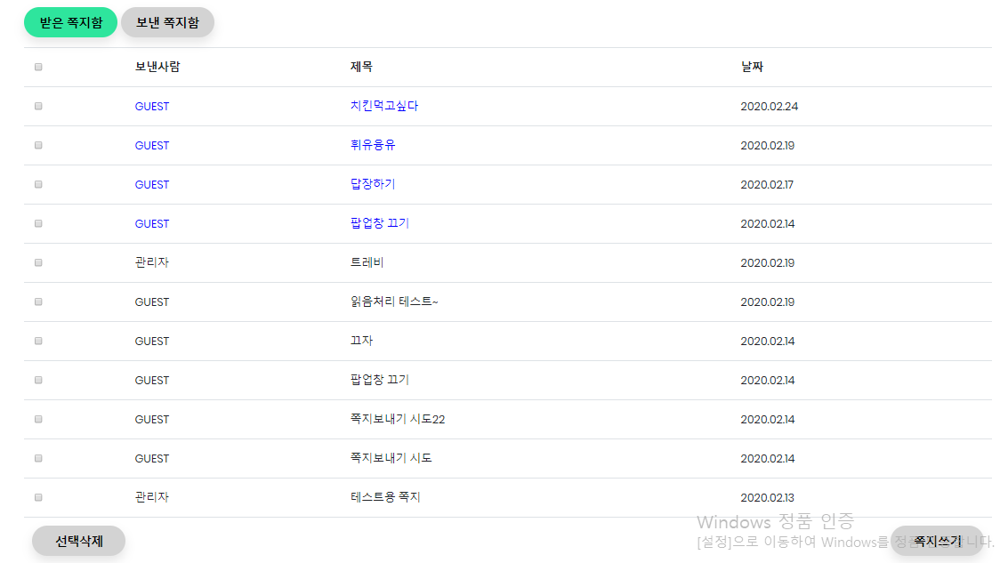 받은 쪽지함 보낸 쪽지함
보낸사람 제목 날짜
GUEST 치킨먹고싶다 2020.02.24
GUEST 휘유융유 2020.02.19
GUEST 답장하기 2020.02.17
GUEST 팝업창 끄기 2020.02.14
관리자 트레비 2020.02.19
GUEST 읽음처리 테스트~ 2020.02.19
GUEST 끄자 2020.02.14
GUEST 팝업창 끄기 2020.02.14
GUEST 쪽지보내기 시도22 2020.02.14
GUEST 쪽지보내기 시도 2020.02.14
관리자 테스트용 쪽지 2020.02.13
Windows 정품 인증
선택삭제 쪽지쓰기
[설정]으로 이동하여 Windows를 정품 인증합니다.